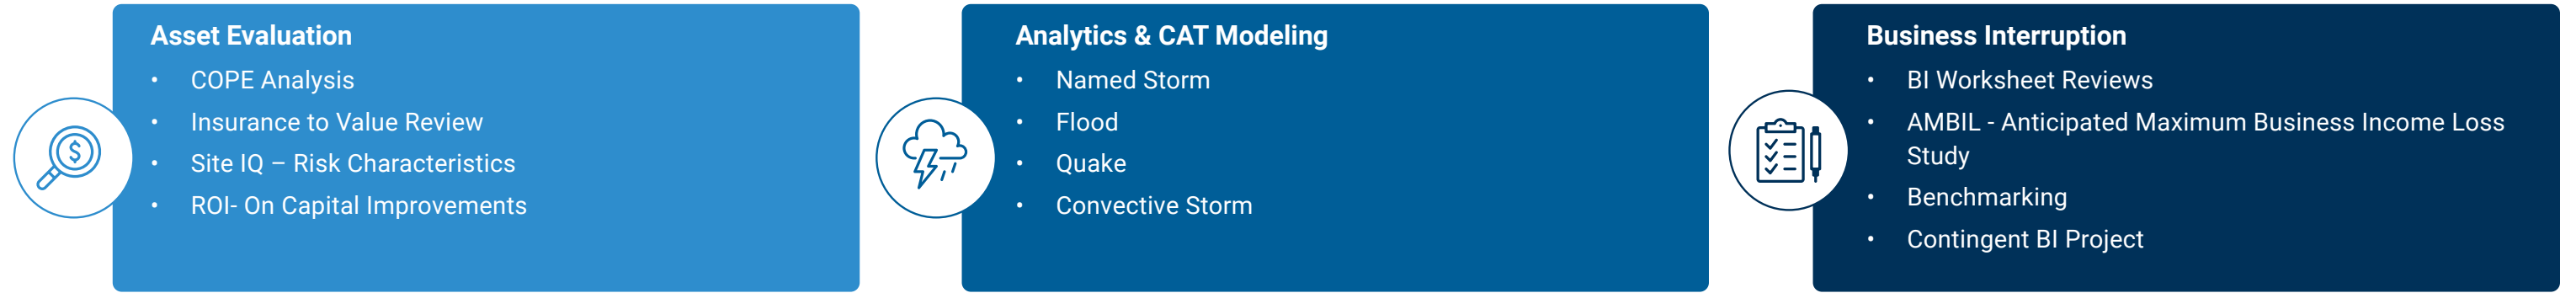 Asset Evaluation
• COPE Analysis
• Insurance to Value Review
• Site IQ – Risk Characteristics
• ROI- On Capital Improvements
Analytics & CAT Modeling
• Named Storm
• Flood
• Quake
• Convective Storm
Business Interruption
• BI Worksheet Reviews
• AMBIL - Anticipated Maximum Business Income Loss
Study
• Benchmarking
• Contingent BI Project
$